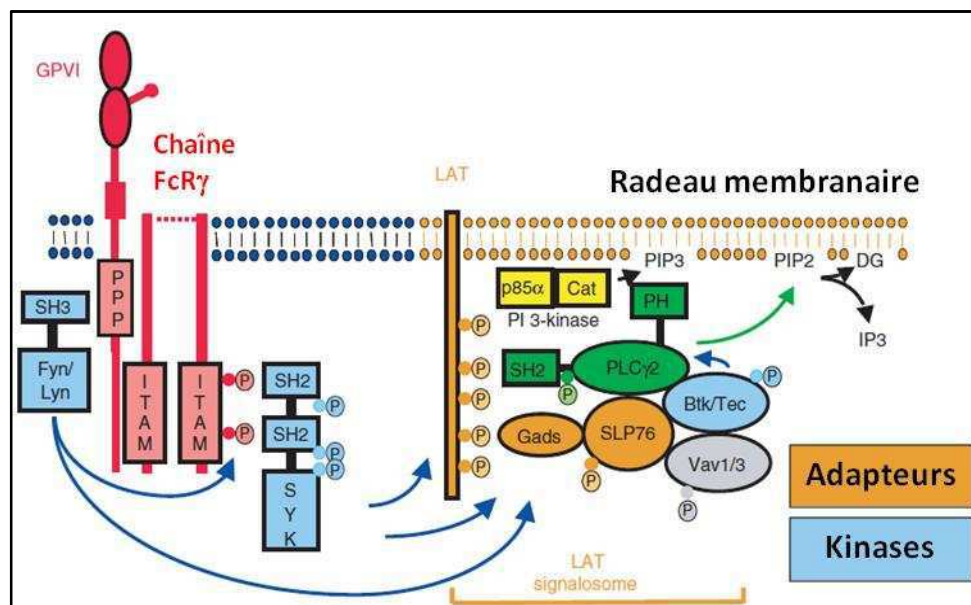 GPVI
Chaîne
FcRγ
LAT
Radeau membranaire
PPP
SH3
Fyn/
Lyn
ITAM
ITAM
P
P
SH2
P
SH2
P
P
SYK
P
P
P
P
P
p85α
Cat
PI 3-kinase
PIP3
PH
PIP2
DG
IP3
SH2
P
PLCγ2
Btk/Tec
P
Gads
SLP76
P
Vav1/3
P
Adapteurs
Kinases
LAT
signalosome